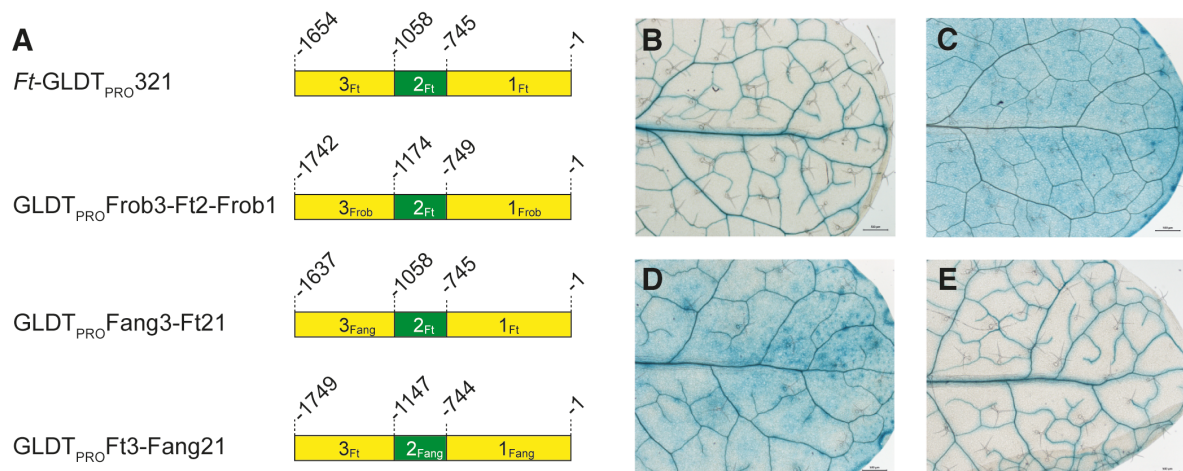 A
-1654 -1058 -745 -1
Ft-GLDTPRO321
3Ft 2Ft 1Ft
-1742 -1174 -749 -1
GLDTPROFrob3-Ft2-Frob1
3Frob 2Ft 1Frob
-1637 -1058 -745 -1
GLDTPROFang3-Ft21
3Fang 2Ft 1Ft
-1749 -1147 -744 -1
GLDTPROFt3-Fang21
3Ft 2Fang 1Fang
B
C
D
E